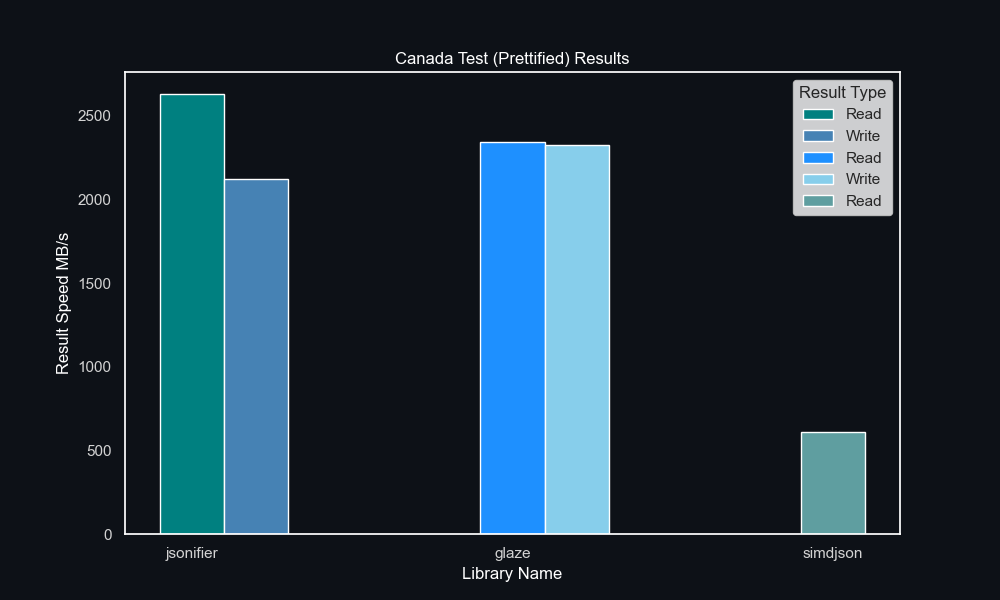 Canada Test (Prettified) Results
Result Speed MB/s
2500
2000
1500
1000
500
0
Result Type
Read
Write
Read
Write
Read
jsonifier
glaze
simdjson
Library Name